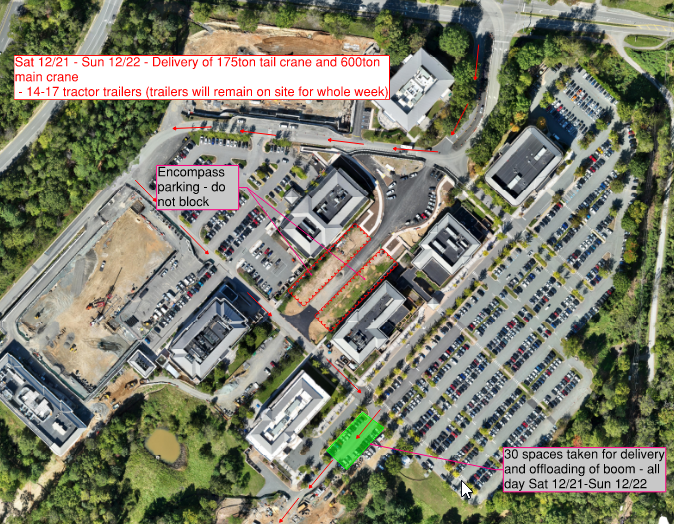 Sat 12/21 - Sun 12/22 - Delivery of 175ton tail crane and 600ton
main crane
- 14-17 tractor trailers (trailers will remain on site for whole week)
Encompass
parking - do
not block
30 spaces taken for delivery
and offloading of boom - all
day Sat 12/21-Sun 12/22